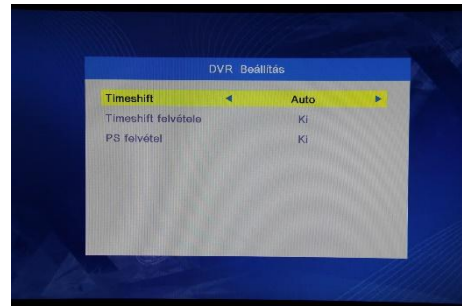 DVR Beállítás
Timeshift Auto
Timeshift felvétele Ki
PS felvétel Ki